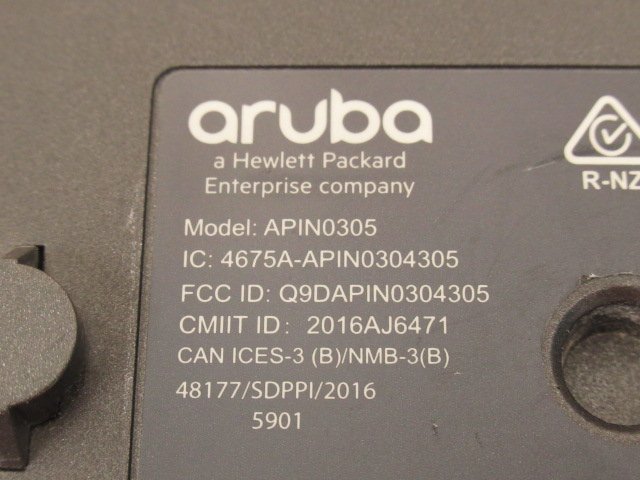 aruba
a Hewlett Packard
Enterprise company
R-NZ
Model: APIN0305
IC: 4675A-APIN0304305
FCC ID: Q9DAPIN0304305
CMIIT ID: 2016AJ6471
CAN ICES-3 (B)/NMB-3(B)
48177/SDPPI/2016
5901